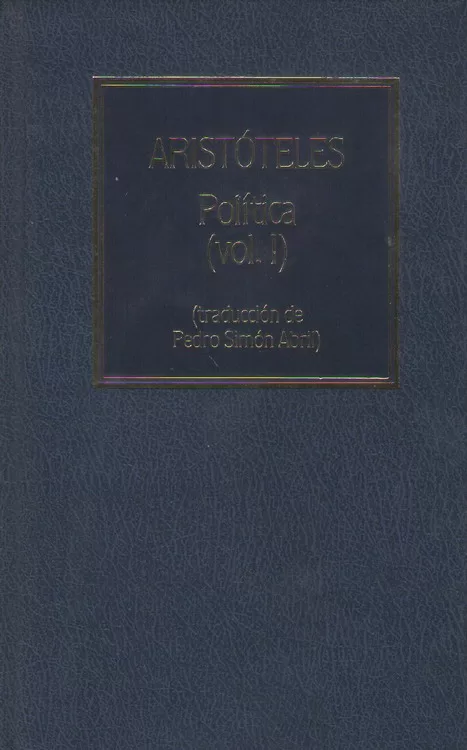 ARISTÓTELES
Política
(vol. I)
(traducción de
Pedro Simón Abril)